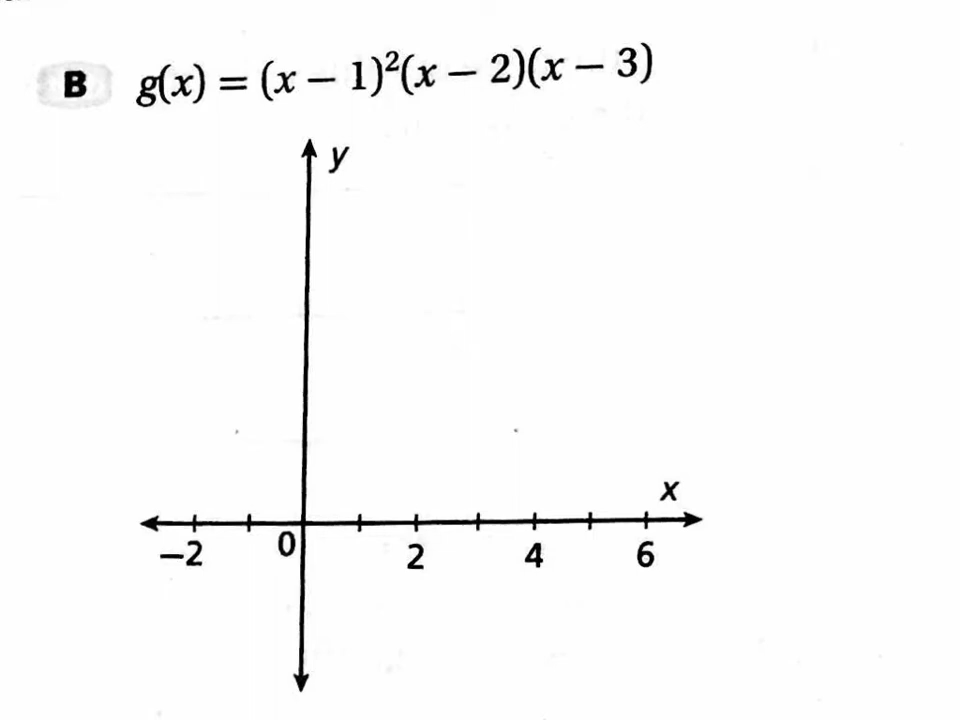 B g(x) = (x – 1)²(x – 2)(x – 3)
y
x
–2 0 2 4 6